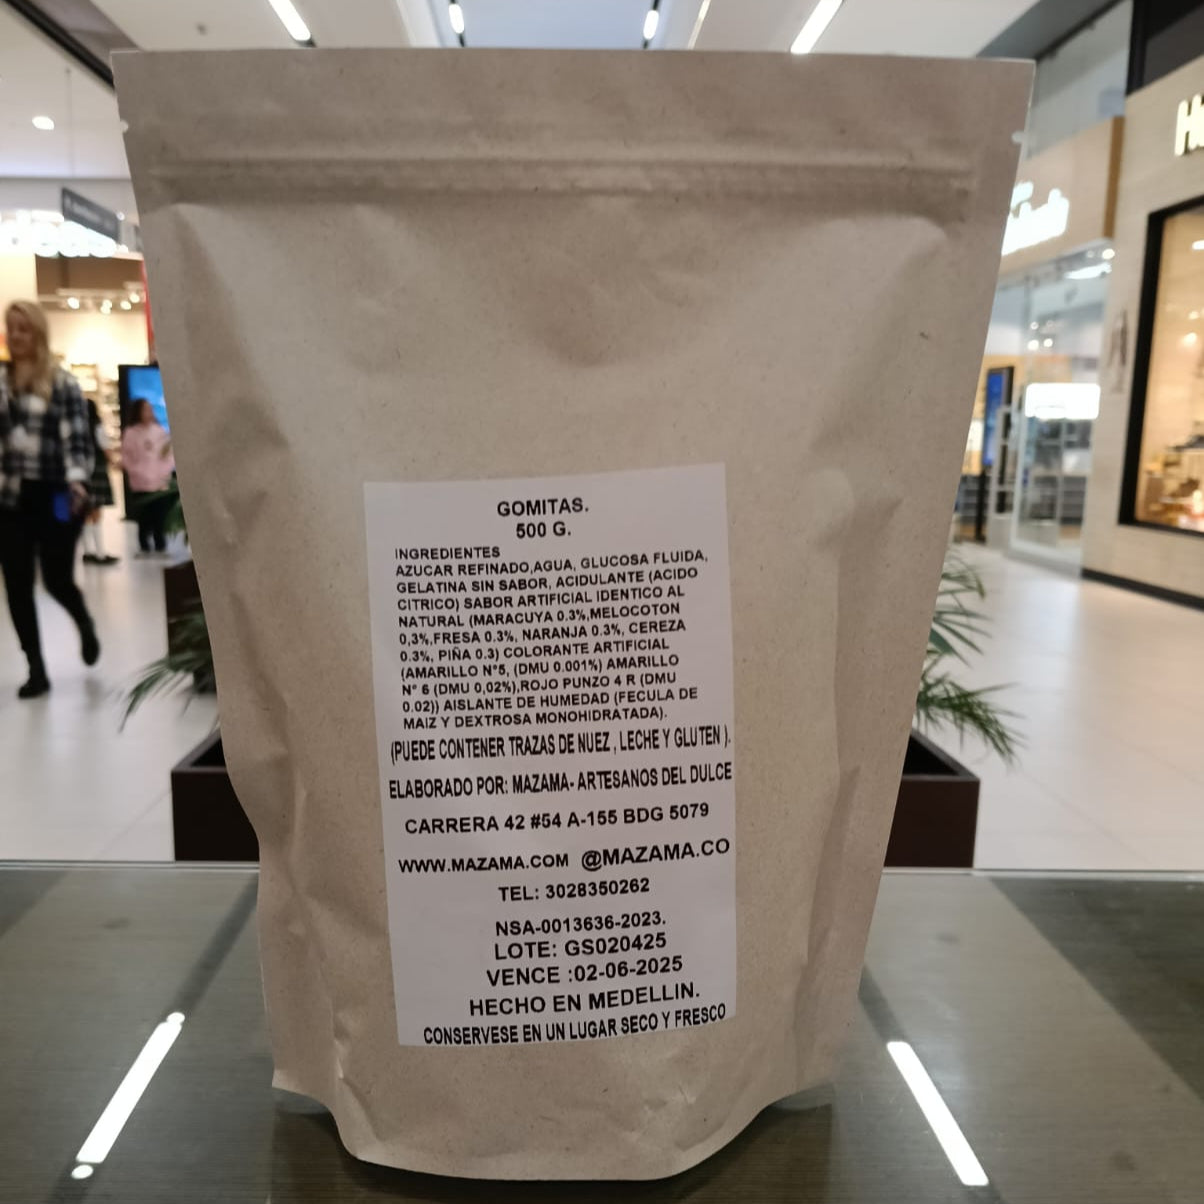 GOMITAS.
500 G.
INGREDIENTES
AZUCAR REFINADO,AGUA, GLUCOSA FLUIDA,
GELATINA SIN SABOR, ACIDULANTE (ACIDO
CITRICO) SABOR ARTIFICIAL IDENTICO AL
NATURAL (MARACUYA 0.3%,MELOCOTON
0,3%,FRESA 0.3%, NARANJA 0.3%, CEREZA
0.3%, PIÑA 0.3) COLORANTE ARTIFICIAL
(AMARILLO N°5, (DMU 0.001%) AMARILLO
N° 6 (DMU 0,02%),ROJO PUNZO 4 R (DMU
0.02)) AISLANTE DE HUMEDAD (FECULA DE
MAIZ Y DEXTROSA MONOHIDRATADA).
(PUEDE CONTENER TRAZAS DE NUEZ , LECHE Y GLUTEN ).
ELABORADO POR: MAZAMA- ARTESANOS DEL DULCE
CARRERA 42 #54 A-155 BDG 5079
WWW.MAZAMA.COM @MAZAMA.CO
TEL: 3028350262
NSA-0013636-2023.
LOTE: GS020425
VENCE :02-06-2025
HECHO EN MEDELLIN.
CONSERVESE EN UN LUGAR SECO Y FRESCO